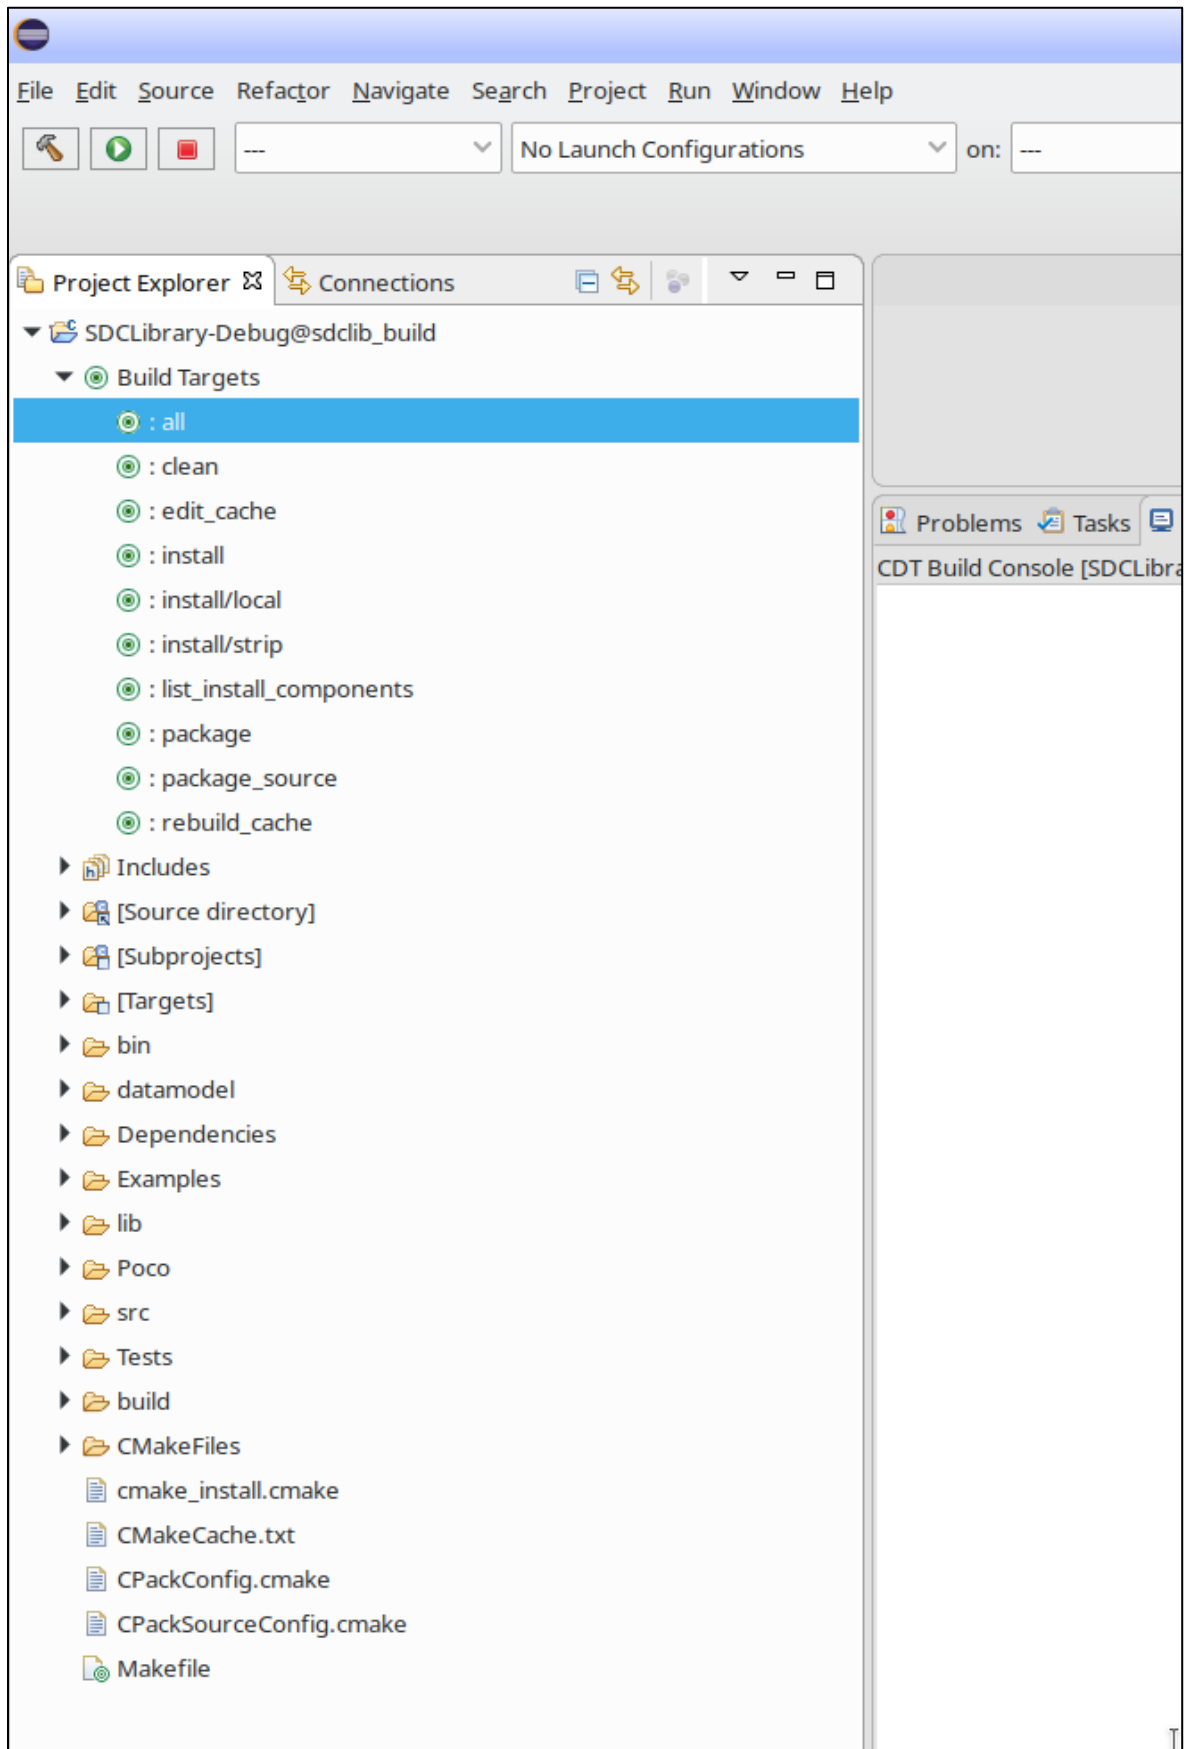 File Edit Source Refactor Navigate Search Project Run Window Help
--- No Launch Configurations on: ---
Project Explorer Connections
SDCLibrary-Debug@sdclib_build
Build Targets
: all
: clean
: edit_cache
: install
: install/local
: install/strip
: list_install_components
: package
: package_source
: rebuild_cache
Includes
[Source directory]
[Subprojects]
[Targets]
bin
datamodel
Dependencies
Examples
lib
Poco
src
Tests
build
CMakeFiles
cmake_install.cmake
CMakeCache.txt
CPackConfig.cmake
CPackSourceConfig.cmake
Makefile
Problems Tasks
CDT Build Console [SDCLibra